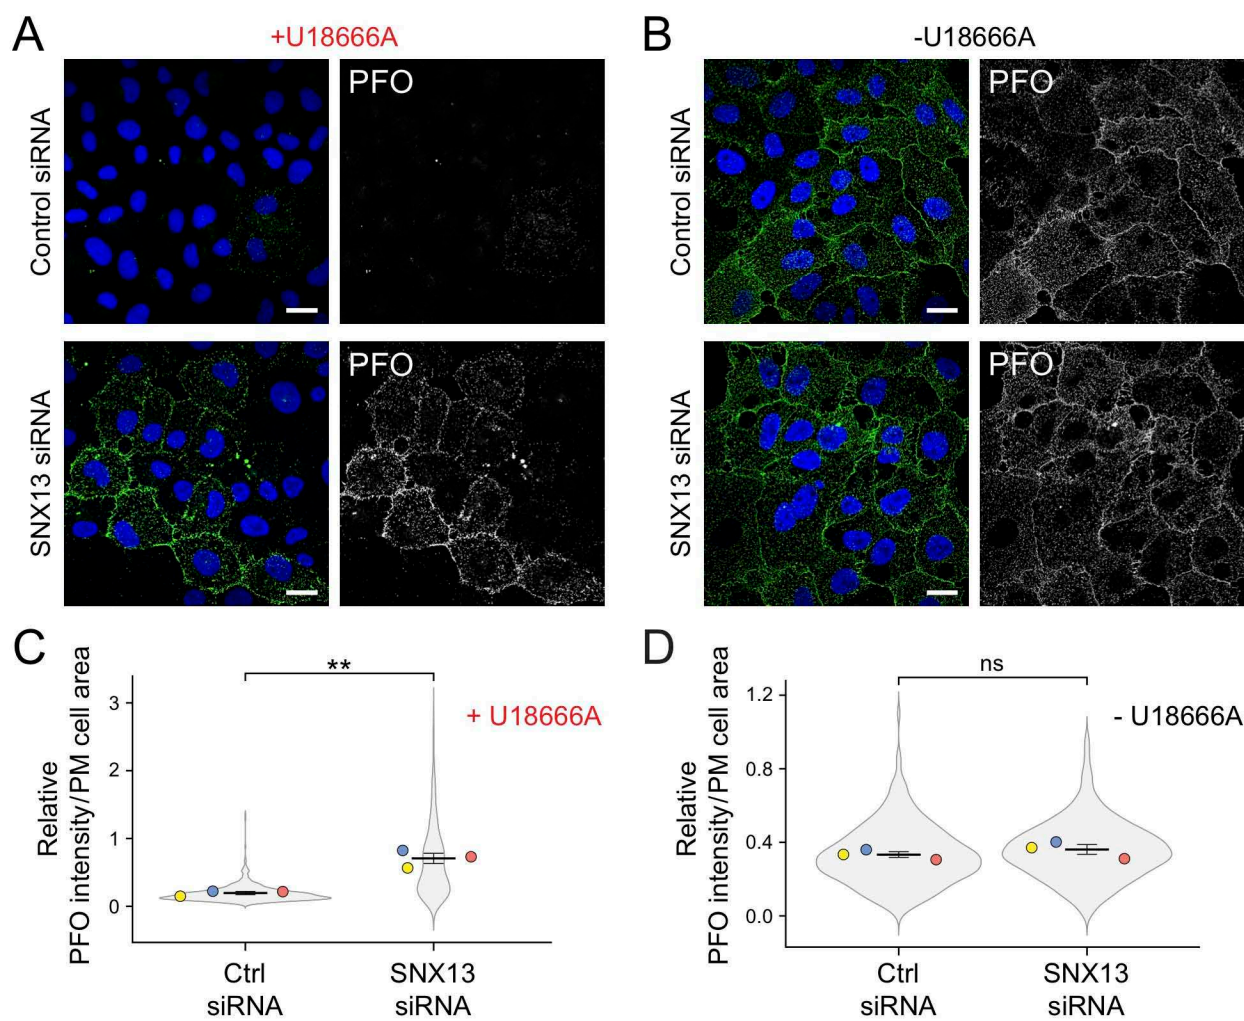 A
+U18666A
Control siRNA
PFO
SNX13 siRNA
PFO
B
-U18666A
Control siRNA
PFO
SNX13 siRNA
PFO
C
Relative
PFO intensity/PM cell area
3
2
1
0
**
+ U18666A
Ctrl
siRNA
SNX13
siRNA
D
Relative
PFO intensity/PM cell area
1.2
0.8
0.4
0.0
ns
- U18666A
Ctrl
siRNA
SNX13
siRNA